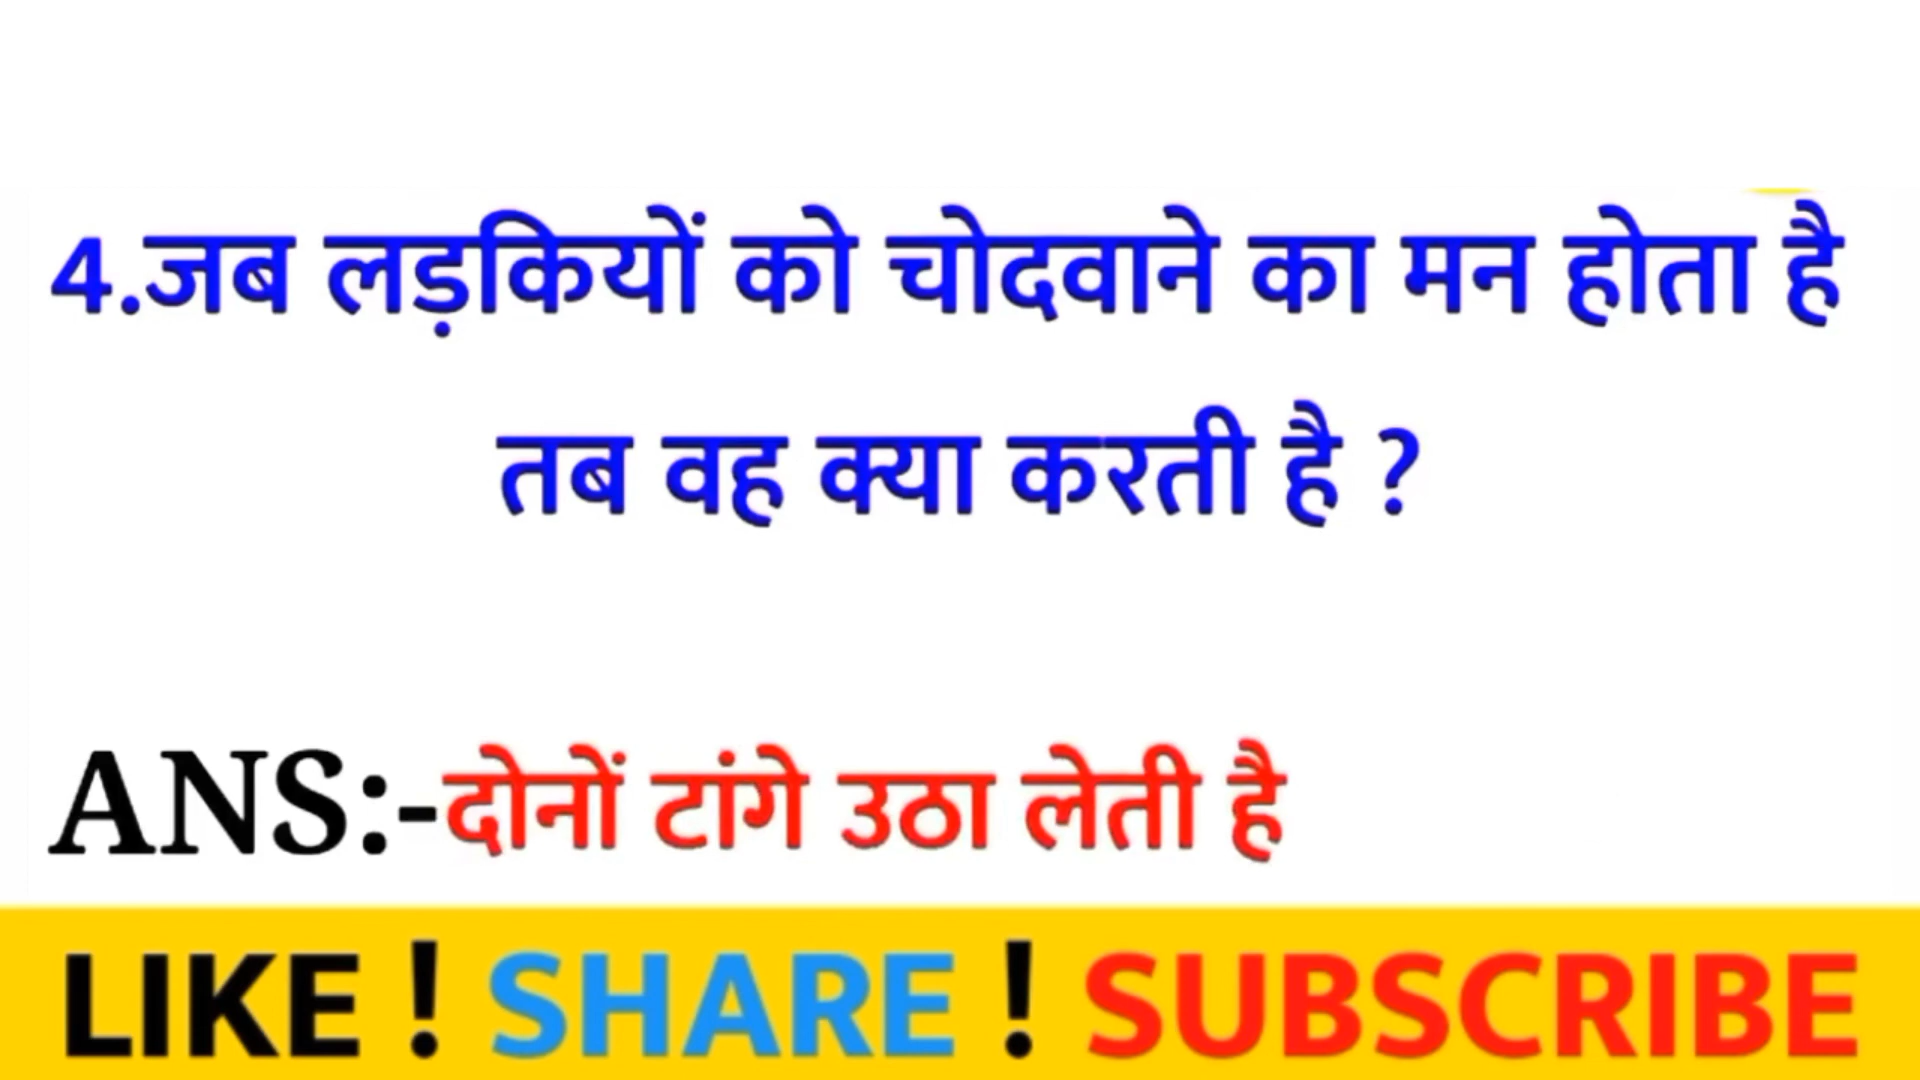 4.जब लड़कियों को चोदवाने का मन होता है
तब वह क्या करती है ?
ANS:-दोनों टांगे उठा लेती है
LIKE ! SHARE ! SUBSCRIBE